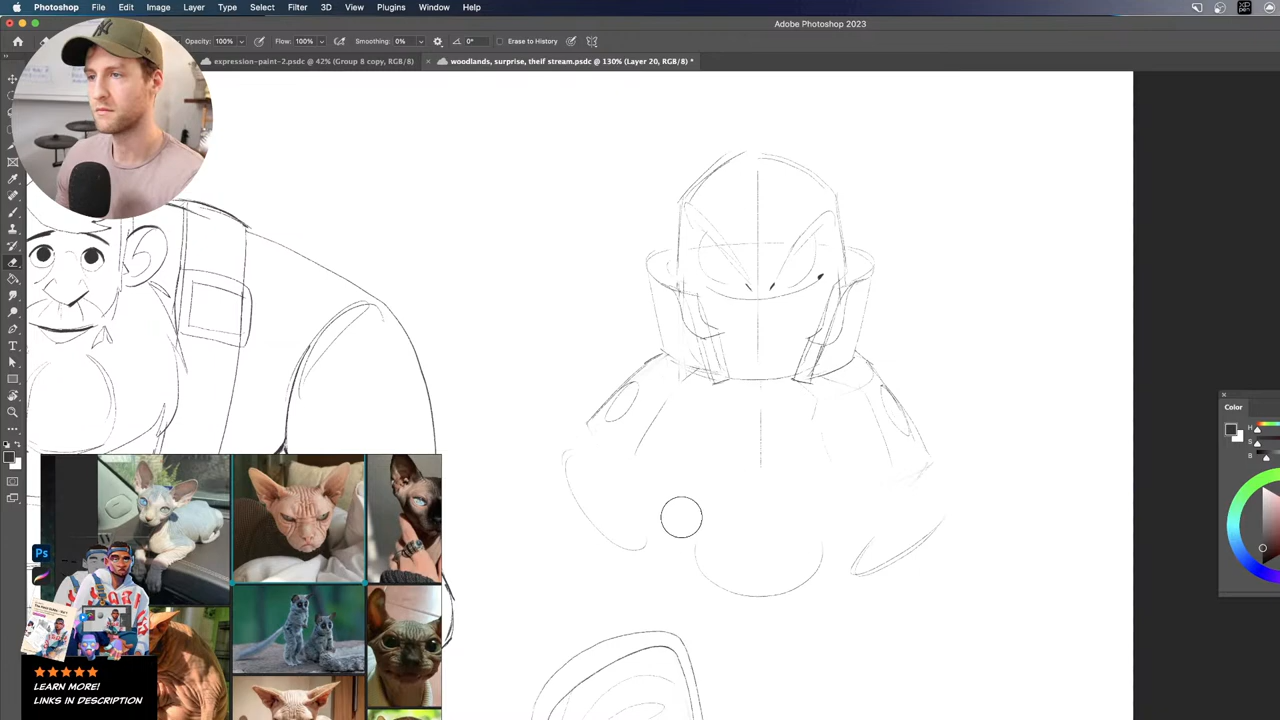 Photoshop File Edit Image Layer Type Select Filter 3D View Plugins Window Help
Adobe Photoshop 2023
Opacity: 100% Flow: 100% Smoothing: 0% 0° Erase to History
expression-paint-2.psdc @ 42% (Group 8 copy, RGB/8)
× woodlands, surprise, theif stream.psdc @ 130% (Layer 20, RGB/8) *
Color
H
S
B
Ps
LEARN MORE!
LINKS IN DESCRIPTION